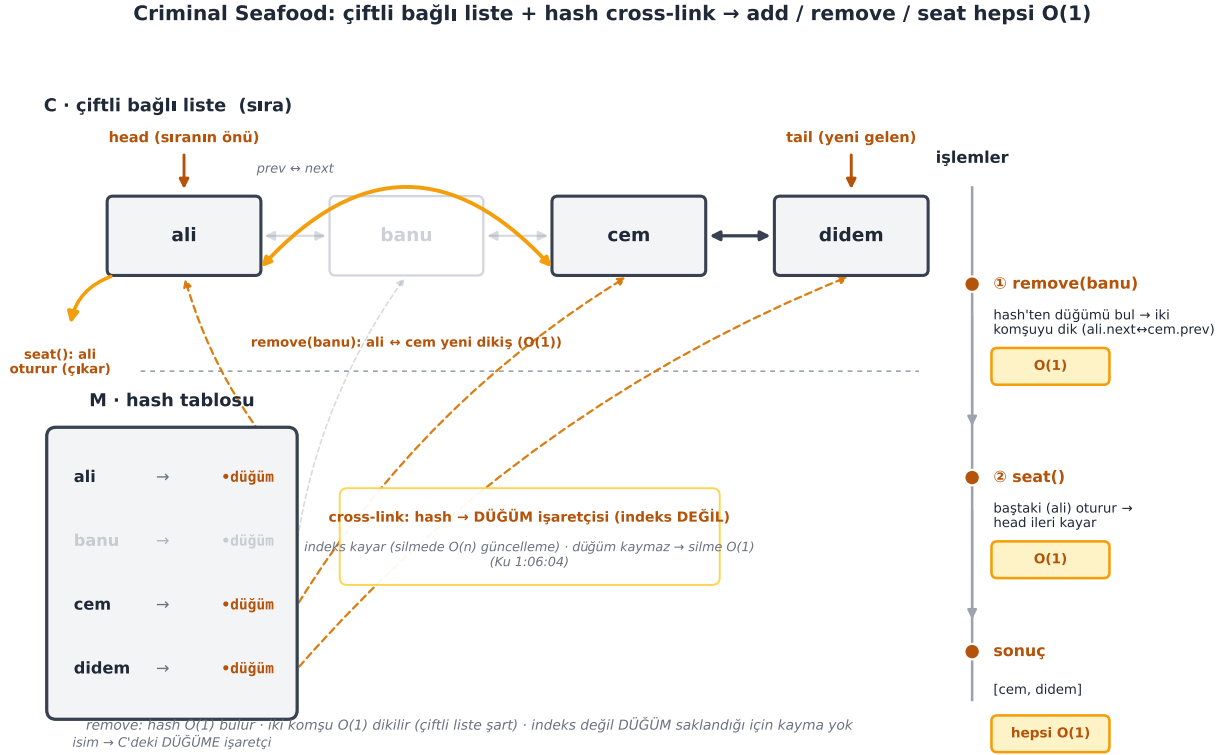 Criminal Seafood: çiftli bağlı liste + hash cross-link → add / remove / seat hepsi O(1)
C · çiftli bağlı liste (sıra)
head (sıranın önü)
tail (yeni gelen)
işlemler
prev ↔ next
ali
banu
cem
didem
① remove(banu)
hash'ten düğümü bul → iki
komşuyu dik (ali.next↔cem.prev)
O(1)
remove(banu): ali ↔ cem yeni dikiş (O(1))
seat(): ali
oturur (çıkar)
M · hash tablosu
ali → •düğüm
banu → •düğüm
cem → •düğüm
didem → •düğüm
cross-link: hash → DÜĞÜM işaretçisi (indeks DEĞİL)
indeks kayar (silmede O(n) güncelleme) · düğüm kaymaz → silme O(1)
(Ku 1:06:04)
② seat()
baştaki (ali) oturur →
head ileri kayar
O(1)
sonuç
[cem, didem]
hepsi O(1)
remove: hash O(1) bulur · iki komşu O(1) dikilir (çiftli liste şart) · indeks değil DÜĞÜM saklandığı için kayma yok
isim → C'deki DÜĞÜME işaretçi